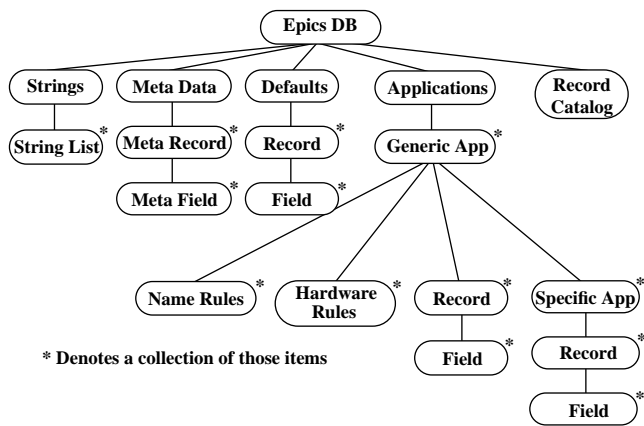 Epics DB
Strings
Meta Data
Defaults
Applications
Record
Catalog
String List *
Meta Record *
Record *
Generic App *
Meta Field *
Field *
Name Rules *
Hardware *
Rules
Record *
Specific App *
* Denotes a collection of those items
Field *
Record *
Field *